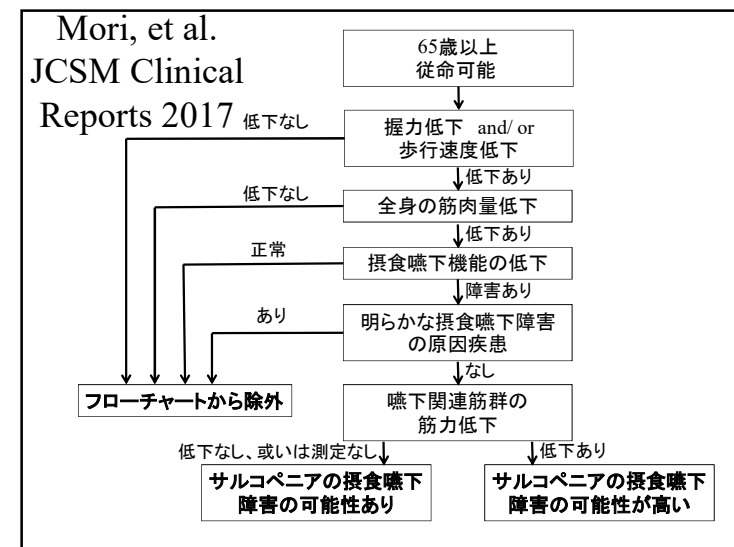 Mori, et al.
JCSM Clinical
Reports 2017
65歳以上
従命可能
低下なし
握力低下 and/ or
歩行速度低下
低下あり
低下なし
全身の筋肉量低下
低下あり
正常
摂食嚥下機能の低下
障害あり
あり
明らかな摂食嚥下障害
の原因疾患
なし
フローチャートから除外
嚥下関連筋群の
筋力低下
低下なし、或いは測定なし
低下あり
サルコペニアの摂食嚥下
障害の可能性あり
サルコペニアの摂食嚥下
障害の可能性が高い